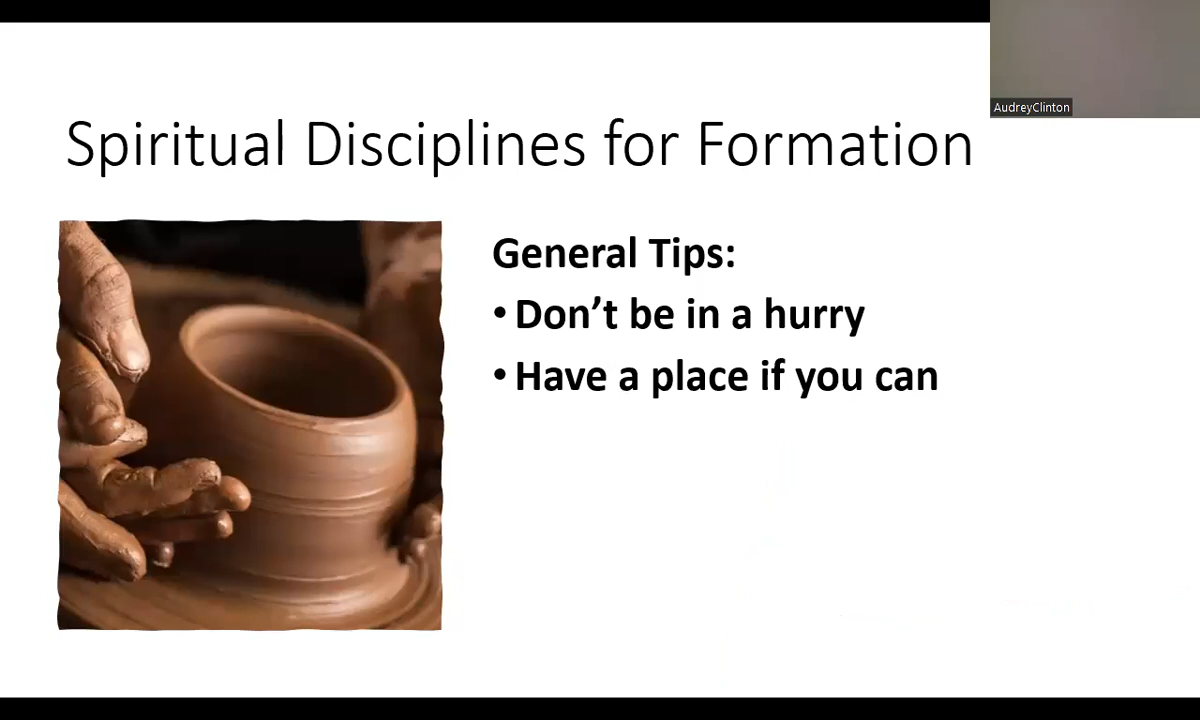 AudreyClinton
Spiritual Disciplines for Formation
General Tips:
• Don’t be in a hurry
• Have a place if you can